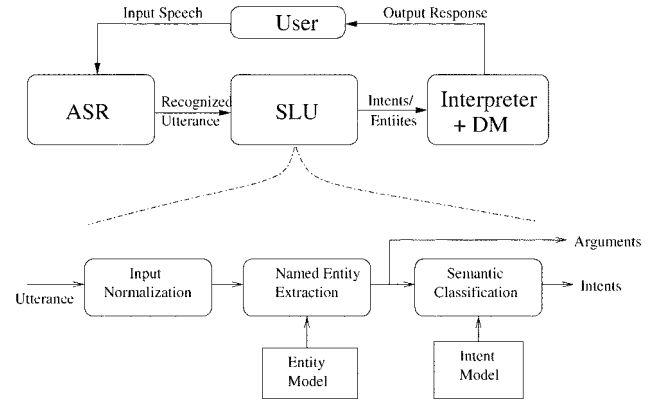 Input Speech
User
Output Response
ASR
Recognized
Utterance
SLU
Intents/
Entiites
Interpreter
+ DM
Arguments
Utterance
Input
Normalization
Named Entity
Extraction
Semantic
Classification
Intents
Entity
Model
Intent
Model